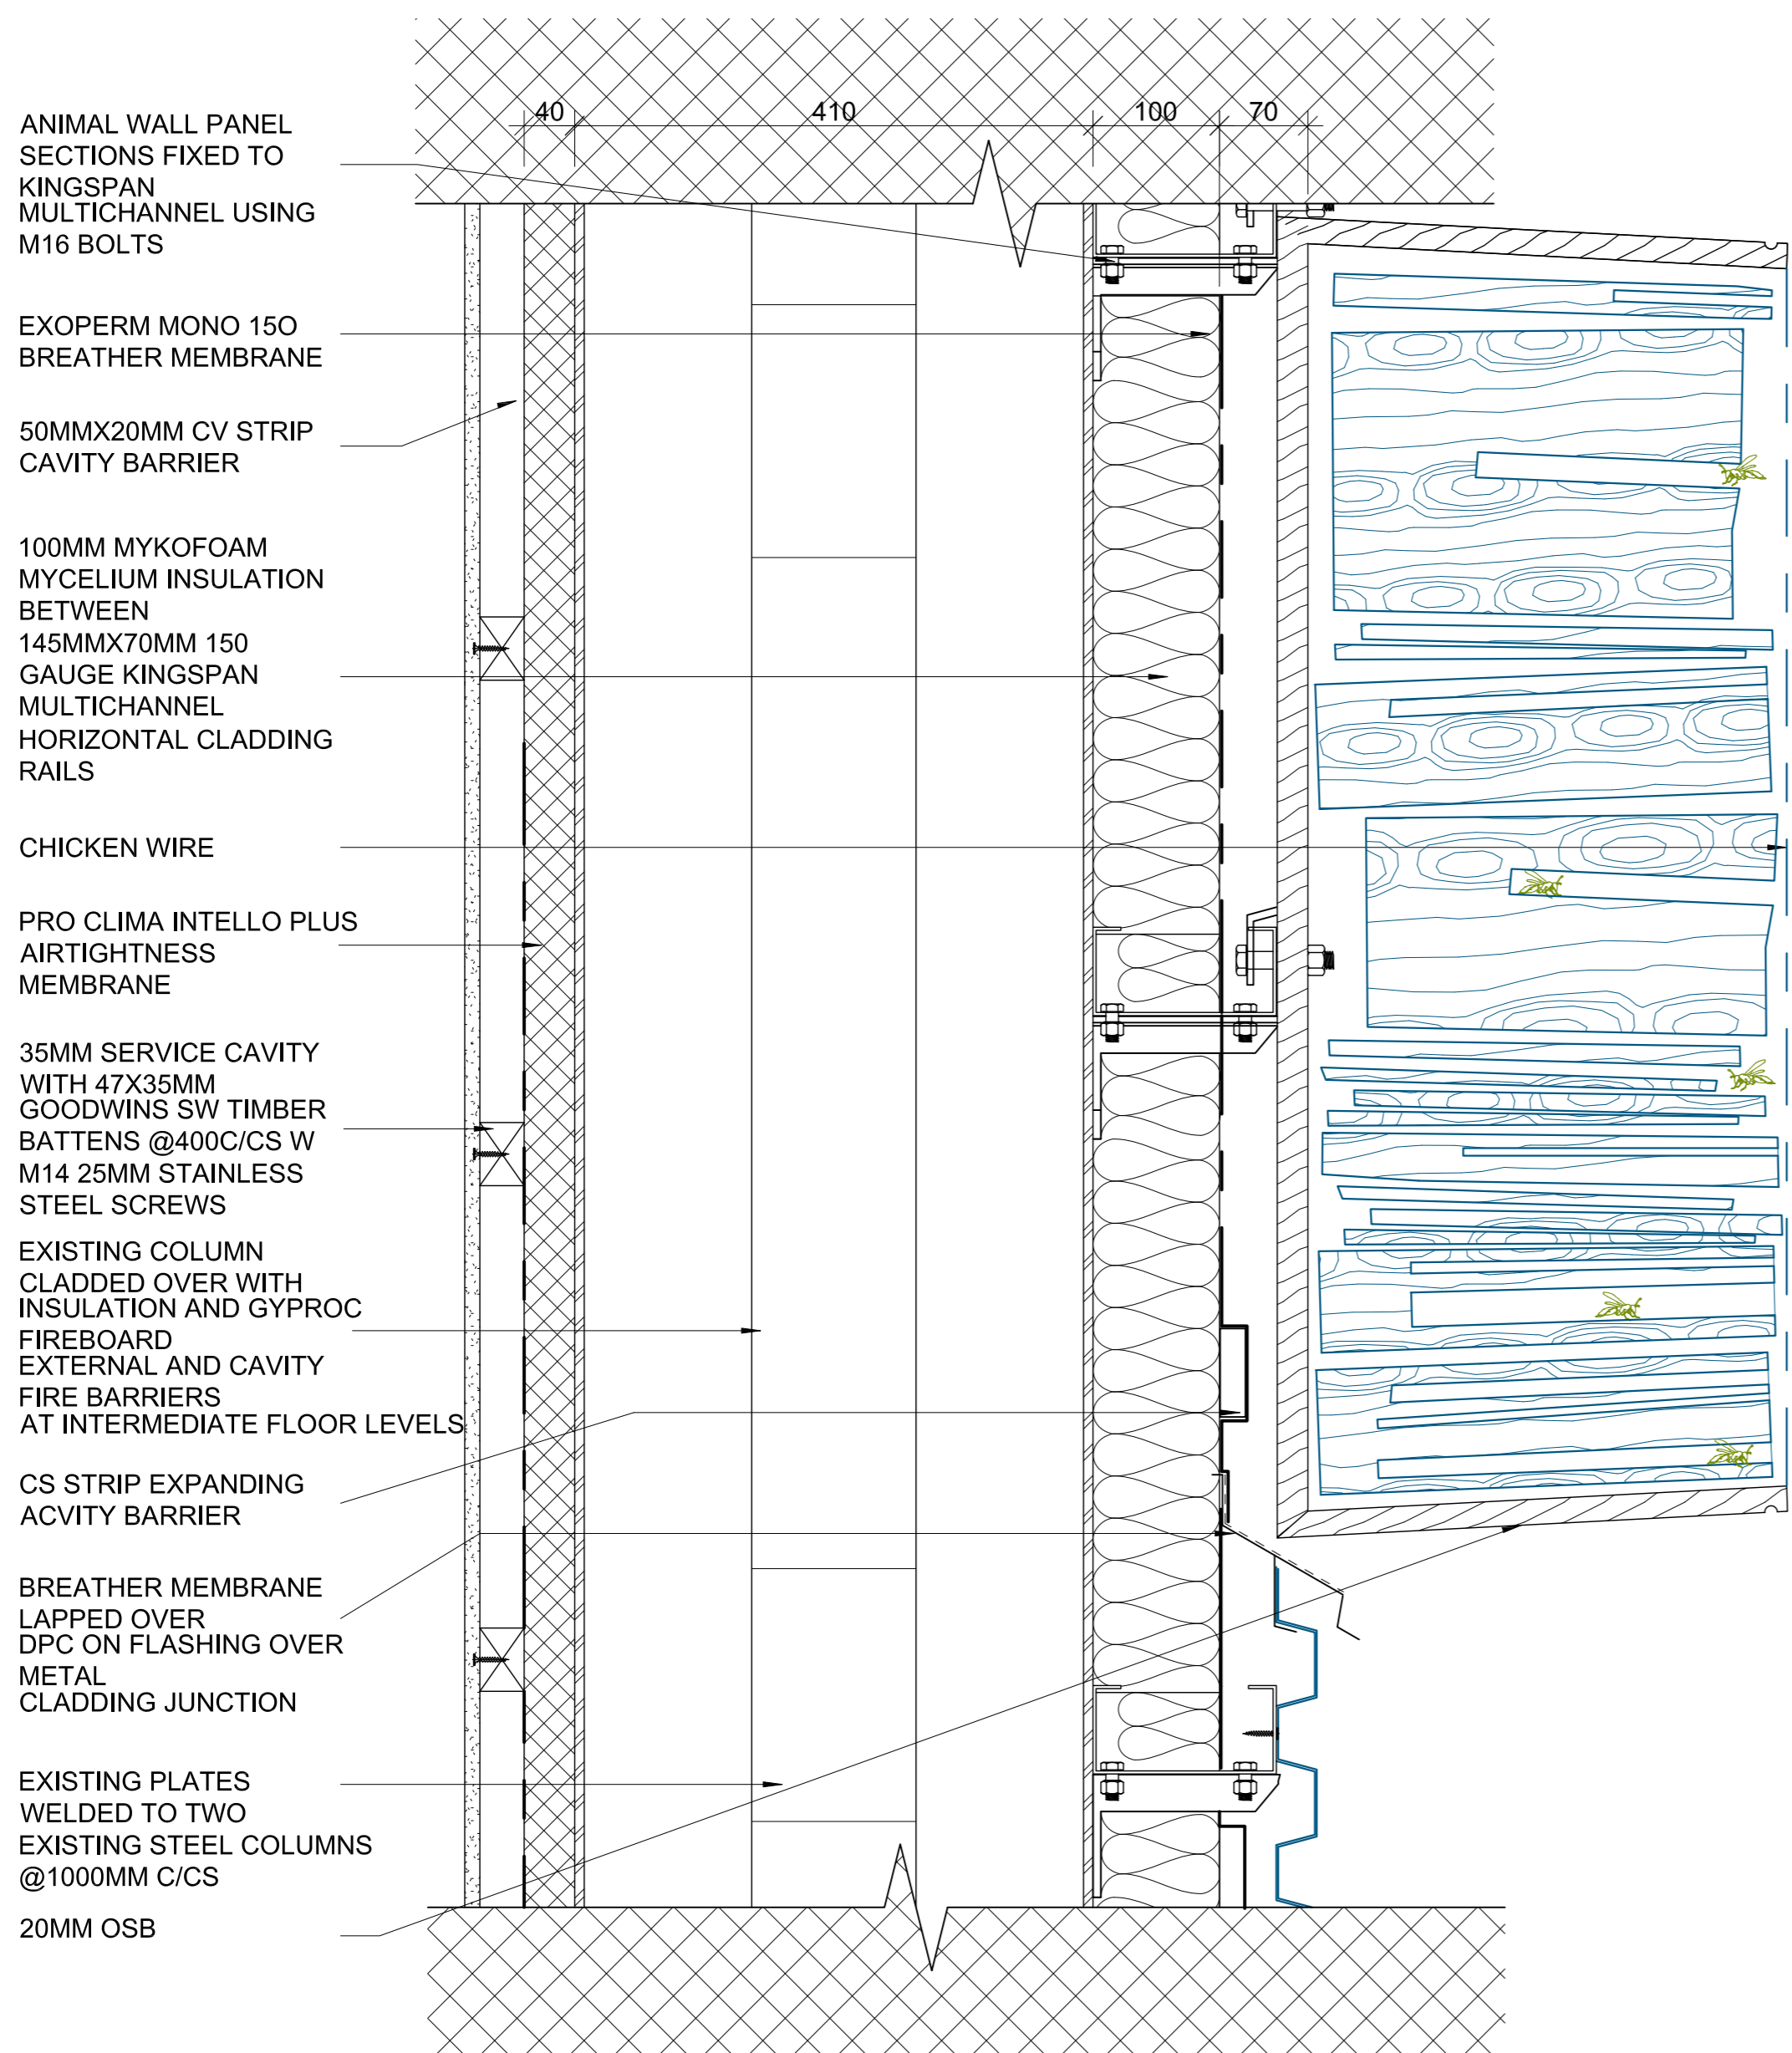 40 410 100 70
ANIMAL WALL PANEL
SECTIONS FIXED TO
KINGSPAN
MULTICHANNEL USING
M16 BOLTS
EXOPERM MONO 15O
BREATHER MEMBRANE
50MMX20MM CV STRIP
CAVITY BARRIER
100MM MYKOFOAM
MYCELIUM INSULATION
BETWEEN
145MMX70MM 150
GAUGE KINGSPAN
MULTICHANNEL
HORIZONTAL CLADDING
RAILS
CHICKEN WIRE
PRO CLIMA INTELLO PLUS
AIRTIGHTNESS
MEMBRANE
35MM SERVICE CAVITY
WITH 47X35MM
GOODWINS SW TIMBER
BATTENS @400C/CS W
M14 25MM STAINLESS
STEEL SCREWS
EXISTING COLUMN
CLADDED OVER WITH
INSULATION AND GYPROC
FIREBOARD
EXTERNAL AND CAVITY
FIRE BARRIERS
AT INTERMEDIATE FLOOR LEVELS
CS STRIP EXPANDING
ACVITY BARRIER
BREATHER MEMBRANE
LAPPED OVER
DPC ON FLASHING OVER
METAL
CLADDING JUNCTION
EXISTING PLATES
WELDED TO TWO
EXISTING STEEL COLUMNS
@1000MM C/CS
20MM OSB